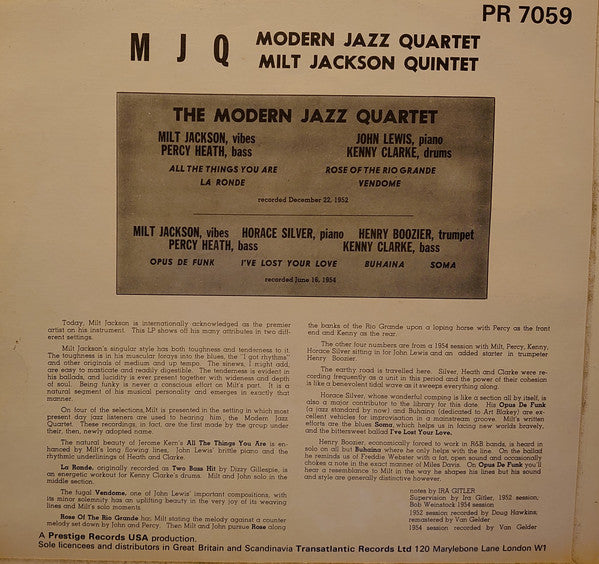 PR 7059
M J Q MODERN JAZZ QUARTET
MILT JACKSON QUINTET
THE MODERN JAZZ QUARTET
MILT JACKSON, vibes JOHN LEWIS, piano
PERCY HEATH, bass KENNY CLARKE, drums
ALL THE THINGS YOU ARE ROSE OF THE RIO GRANDE
LA RONDE VENDOME
recorded December 22, 1952
MILT JACKSON, vibes HORACE SILVER, piano HENRY BOOZIER, trumpet
PERCY HEATH, bass KENNY CLARKE, bass
OPUS DE FUNK I'VE LOST YOUR LOVE BUHAINA SOMA
recorded June 16, 1954
Today, Milt Jackson is internationally acknowledged as the premier
artist on his instrument. This LP shows off his many attributes in two dif-
ferent settings.
Milt Jackson's singular style has both toughness and tenderness to it.
The toughness is in his muscular forays into the blues, the "I got rhythms"
and other originals of medium and up tempo. The sinews, I might add,
are easy to masticate and readily digestible. The tenderness is evident in
his ballads, and lucidity is ever present together with wideness and depth
of soul. Being funky is never a conscious effort on Milt's part. It is a
natural segment of his musical personality and emerges in exactly that
manner.
On four of the selections, Milt is presented in the setting in which most
present day jazz listeners are used to hearing him, the Modern Jazz
Quartet. These recordings, in fact, are the first made by the group under
their, then, newly adopted name.
The natural beauty of Jerome Kern's All The Things You Are is en-
hanced by Milt's long flowing lines, John Lewis' brittle piano and the
rhythmic underlinings of Heath and Clarke.
La Ronde, originally recorded as Two Bass Hit by Dizzy Gillespie, is
an energetic workout for Kenny Clarke's drums. Milt and John solo in the
middle section.
The fugal Vendome, one of John Lewis' important compositions, with
its minor solemnity has an uplifting beauty in the very joy of its weaving
lines and Milt's solo moments.
Rose Of The Rio Grande has Milt stating the melody against a counter
melody set down by John and Percy. Then Milt and John pursue Rose along
the banks of the Rio Grande upon a loping horse with Percy as the front
end and Kenny as the rear.
The other four numbers are from a 1954 session with Milt, Percy, Kenny,
Horace Silver sitting in for John Lewis and an added starter in trumpeter
Henry Boozier.
The earthy road is travelled here. Silver, Heath and Clarke were re-
cording frequently as a unit in this period and the power of their cohesion
is like a benevolent tidal wave as it sweeps everything along.
Horace Silver, whose wonderful camping is like a section all by itself, is
also a major contributor to the library for this date. His Opus De Funk
(a jazz standard by now) and Buhaina (dedicated to Art Blakey) are ex-
cellent vehicles for improvisation in a mainstream groove. Milt's written
efforts are the blues Soma, which helps us in facing new worlds bravely,
and the bittersweet ballad I've Lost Your Love.
Henry Boozier, economically forced to work in R&B bands, is heard in
solo on all but Buhaina where he only helps with the line. On the ballad
he reminds us of Freddie Webster with a fat, open sound and occasionally
chokes a note in the exact manner of Miles Davis. On Opus De Funk you'll
hear a resemblance to Milt in the way he shapes his lines but his sound
and style are generally distinctive however.
notes by IRA GITLER
Supervision by Ira Gitler, 1952 session,
Bob Weinstock 1954 session
1952 session recorded by Doug Hawkins;
remastered by Van Gelder
1954 session recorded by Van Gelder
A Prestige Records USA production.
Sole licencees and distributors in Great Britain and Scandinavia Transatlantic Records Ltd 120 Marylebone Lane London W1